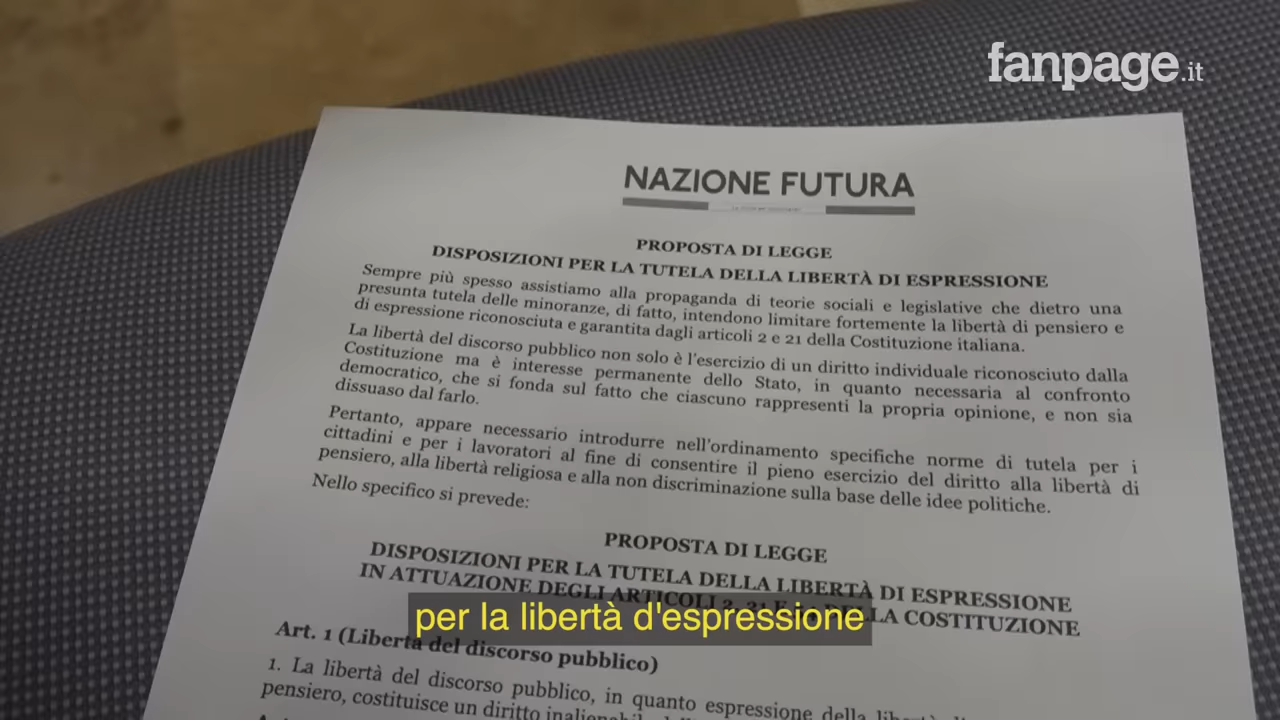 fanpage.it
NAZIONE FUTURA
PROPOSTA DI LEGGE
DISPOSIZIONI PER LA TUTELA DELLA LIBERTÀ DI ESPRESSIONE
Sempre più spesso assistiamo alla propaganda di teorie sociali e legislative che dietro una
presunta tutela delle minoranze, di fatto, intendono limitare fortemente la libertà di pensiero e
di espressione riconosciuta e garantita dagli articoli 2 e 21 della Costituzione italiana.
La libertà del discorso pubblico non solo è l'esercizio di un diritto individuale riconosciuto dalla
Costituzione ma è interesse permanente dello Stato, in quanto necessaria al confronto
democratico, che si fonda sul fatto che ciascuno rappresenti la propria opinione, e non sia
dissuaso dal farlo.
Pertanto, appare necessario introdurre nell'ordinamento specifiche norme di tutela per i
cittadini e per i lavoratori al fine di consentire il pieno esercizio del diritto alla libertà di
pensiero, alla libertà religiosa e alla non discriminazione sulla base delle idee politiche.
Nello specifico si prevede:
PROPOSTA DI LEGGE
DISPOSIZIONI PER LA TUTELA DELLA LIBERTÀ DI ESPRESSIONE
IN ATTUAZIONE DEGLI ARTICOLI 2, 21 DELLA COSTITUZIONE
per la libertà d'espressione
Art. 1 (Libertà del discorso pubblico)
1. La libertà del discorso pubblico, in quanto espressione della
pensiero, costituisce un diritto